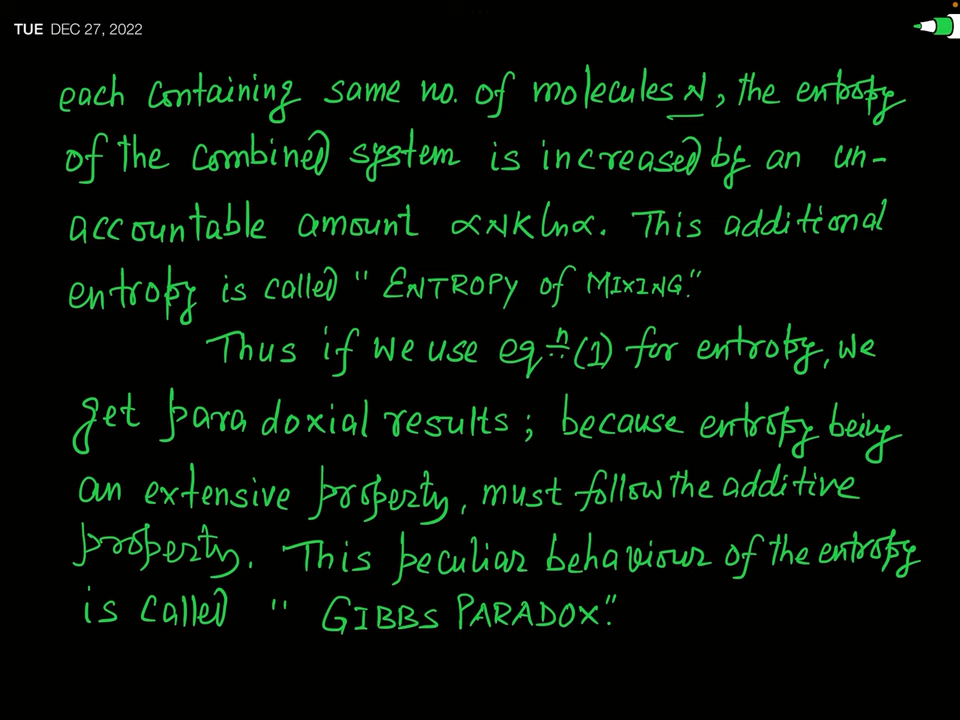 TUE DEC 27, 2022
each containing same no. of molecules N, the entropy
of the combined system is increased by an un-
accountable amount ∝NK ln∝. This additional
entropy is called "ENTROPY of MIXING."
Thus if we use eqⁿ (1) for entropy, we
get paradoxial results; because entropy being
an extensive property, must follow the additive
property. This peculiar behaviour of the entropy
is called "GIBBS PARADOX."